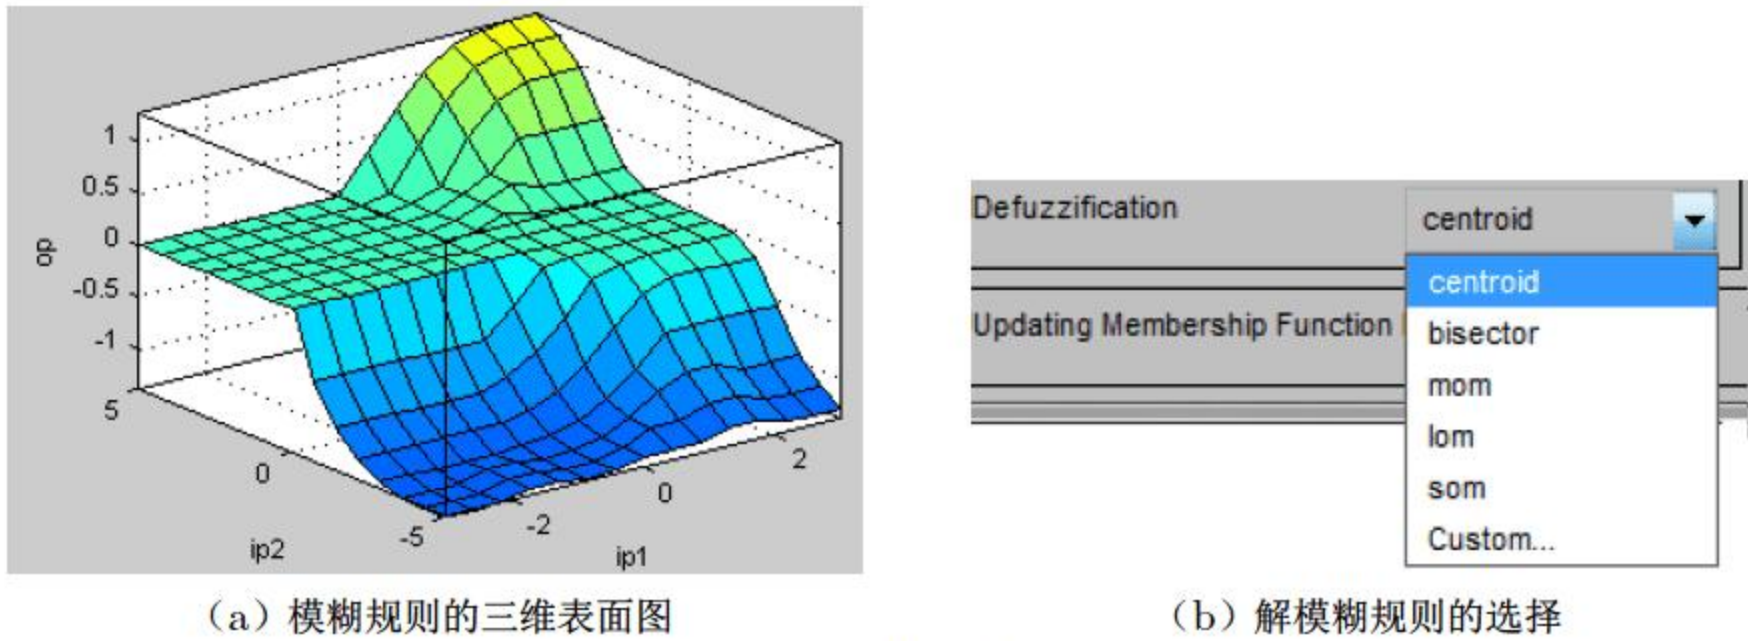 1
0.5
0
-0.5
-1
op
5
0
-5
ip2
-2
0
2
ip1
（a）模糊规则的三维表面图
Defuzzification
centroid
centroid
bisector
mom
lom
som
Custom...
Updating Membership Function
（b）解模糊规则的选择